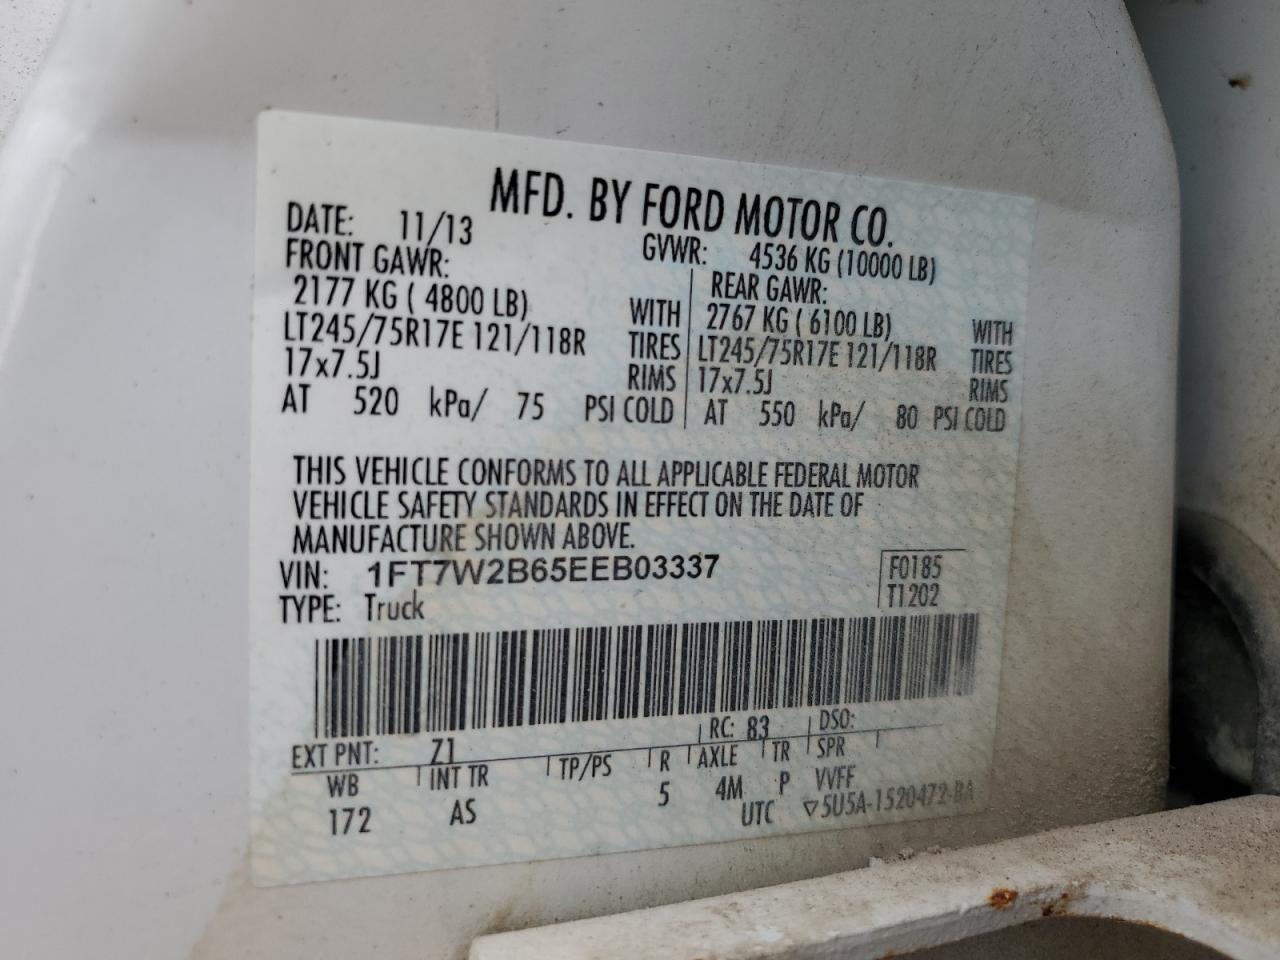 MFD. BY FORD MOTOR CO.
DATE: 11/13 GVWR: 4536 KG (10000 LB)
FRONT GAWR: REAR GAWR:
2177 KG ( 4800 LB) WITH 2767 KG ( 6100 LB) WITH
LT245/75R17E 121/118R TIRES LT245/75R17E 121/118R TIRES
17x7.5J RIMS 17x7.5J RIMS
AT 520 kPa/ 75 PSI COLD AT 550 kPa/ 80 PSI COLD
THIS VEHICLE CONFORMS TO ALL APPLICABLE FEDERAL MOTOR
VEHICLE SAFETY STANDARDS IN EFFECT ON THE DATE OF
MANUFACTURE SHOWN ABOVE.
VIN: 1FT7W2B65EEB03337 F0185
TYPE: Truck T1202
EXT PNT: Z1 RC: 83 DSO:
WB INT TR TP/PS R AXLE TR SPR
172 AS 5 4M P VVFF
UTC ▽5U5A-1520472-BA